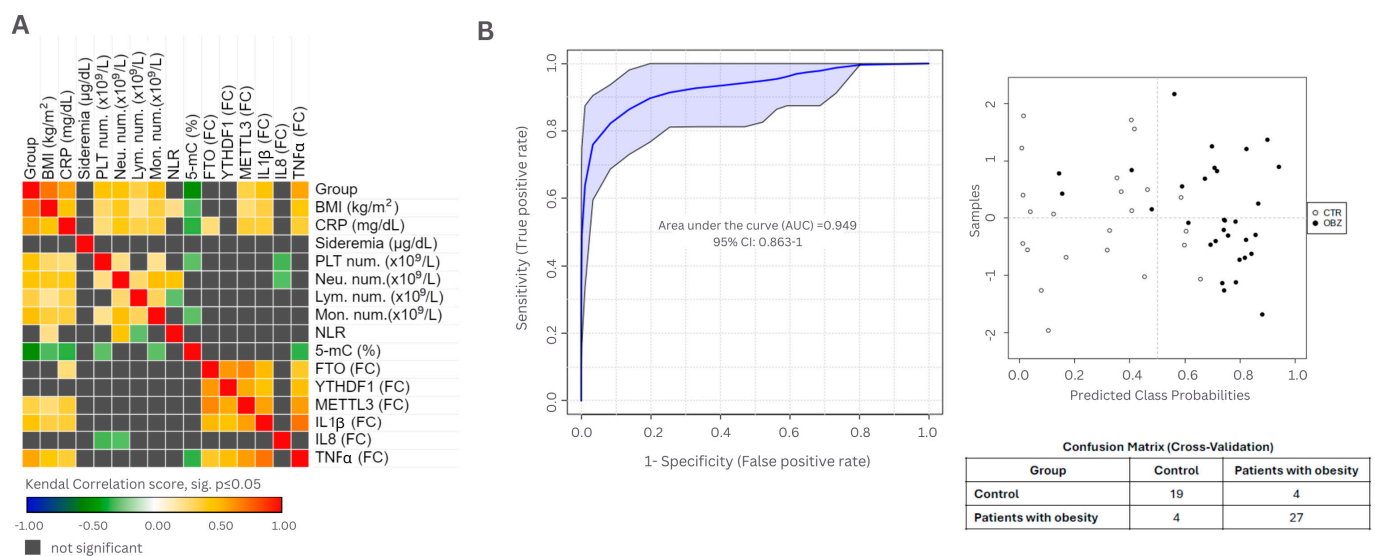 A
Group
BMI (kg/m²)
CRP (mg/dL)
Sideremia (µg/dL)
PLT num. (x10⁹/L)
Neu. num.(x10⁹/L)
Lym. num. (x10⁹/L)
Mon. num.(x10⁹/L)
NLR
5-mC (%)
FTO (FC)
YTHDF1 (FC)
METTL3 (FC)
IL1β (FC)
IL8 (FC)
TNFα (FC)
Group
BMI (kg/m²)
CRP (mg/dL)
Sideremia (µg/dL)
PLT num. (x10⁹/L)
Neu. num.(x10⁹/L)
Lym. num.(x10⁹/L)
Mon. num.(x10⁹/L)
NLR
5-mC (%)
FTO (FC)
YTHDF1 (FC)
METTL3 (FC)
IL1β (FC)
IL8 (FC)
TNFα (FC)
Kendal Correlation score, sig. p≤0.05
-1.00 -0.50 0.00 0.50 1.00
not significant
B
Sensitivity (True positive rate)
1.0
0.8
0.6
0.4
0.2
0.0
Area under the curve (AUC) =0.949
95% CI: 0.863-1
0.0 0.2 0.4 0.6 0.8 1.0
1- Specificity (False positive rate)
Samples
2
1
0
-1
-2
CTR
OBZ
0.0 0.2 0.4 0.6 0.8 1.0
Predicted Class Probabilities
Confusion Matrix (Cross-Validation)
Group Control Patients with obesity
Control 19 4
Patients with obesity 4 27